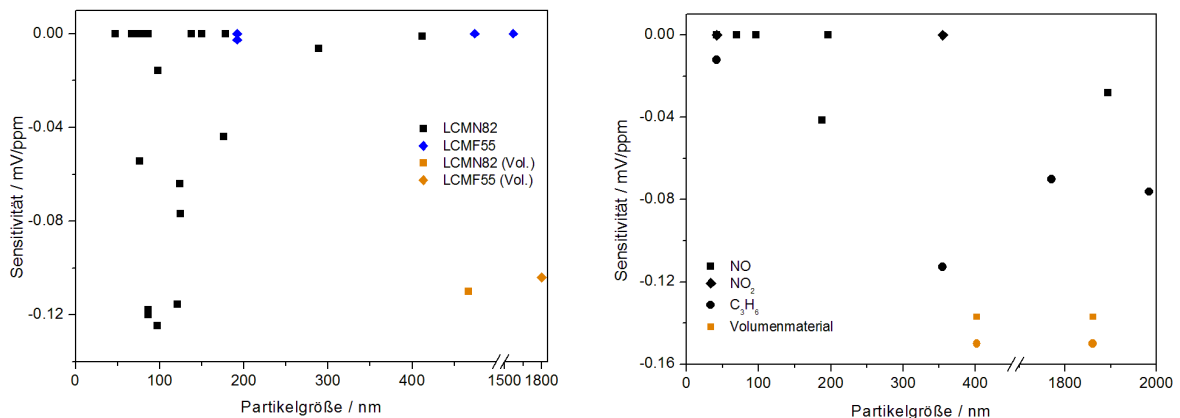 0.00
-0.04
-0.08
-0.12
Sensitivität / mV/ppm
LCMN82
LCMF55
LCMN82 (Vol.)
LCMF55 (Vol.)
0 100 200 300 400 1500 1800
Partikelgröße / nm
0.00
-0.04
-0.08
-0.12
-0.16
Sensitivität / mV/ppm
NO
NO₂
C₃H₆
Volumenmaterial
0 100 200 300 400 1800 2000
Partikelgröße / nm